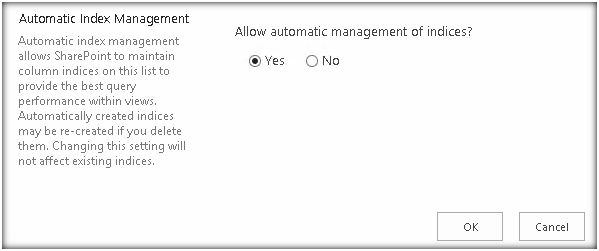 Automatic Index Management
Automatic index management
allows SharePoint to maintain
column indices on this list to
provide the best query
performance within views.
Automatically created indices
may be re-created if you delete
them. Changing this setting will
not affect existing indices.
Allow automatic management of indices?
Yes No
OK Cancel